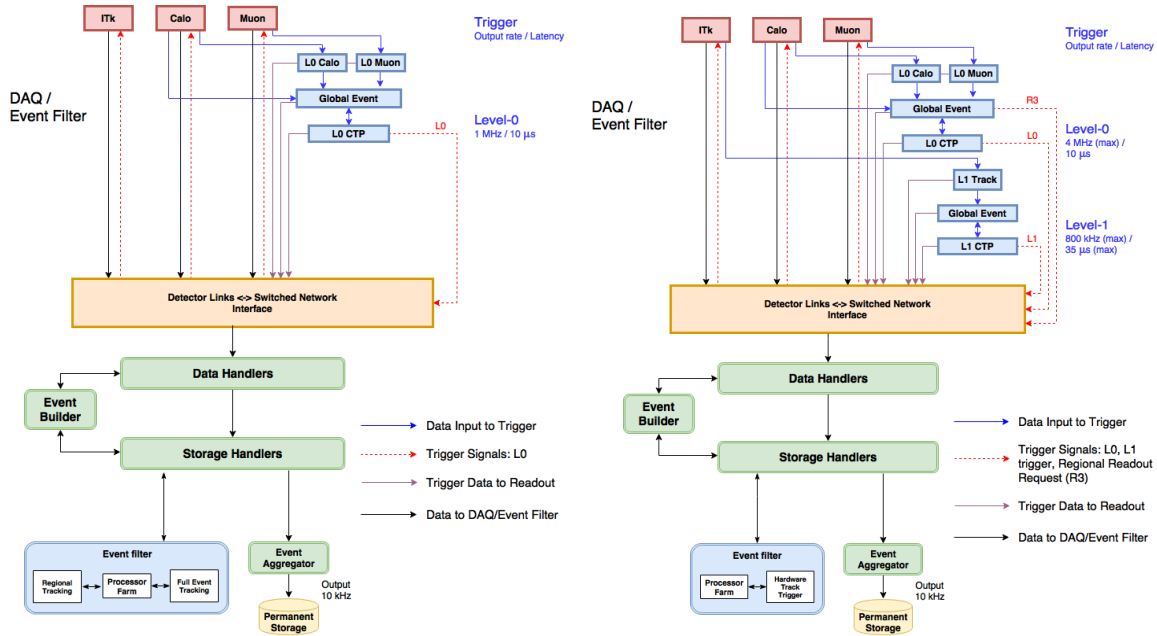 ITk
Calo
Muon
Trigger
Output rate / Latency
L0 Calo
L0 Muon
DAQ /
Event Filter
Global Event
Level-0
1 MHz / 10 μs
L0 CTP
L0
Detector Links <-> Switched Network
Interface
Data Handlers
Event
Builder
Storage Handlers
Data Input to Trigger
Trigger Signals: L0
Trigger Data to Readout
Data to DAQ/Event Filter
Event filter
Regional
Tracking
Processor
Farm
Full Event
Tracking
Event
Aggregator
Output
10 kHz
Permanent
Storage
ITk
Calo
Muon
Trigger
Output rate / Latency
L0 Calo
L0 Muon
DAQ /
Event Filter
Global Event
R3
Level-0
4 MHz (max) /
10 μs
L0 CTP
L0
L1 Track
Global Event
Level-1
800 kHz (max) /
35 μs (max)
L1 CTP
L1
Detector Links <-> Switched Network
Interface
Data Handlers
Event
Builder
Storage Handlers
Data Input to Trigger
Trigger Signals: L0, L1
trigger, Regional Readout
Request (R3)
Trigger Data to Readout
Data to DAQ/Event Filter
Event filter
Processor
Farm
Hardware
Track
Trigger
Event
Aggregator
Output
10 kHz
Permanent
Storage